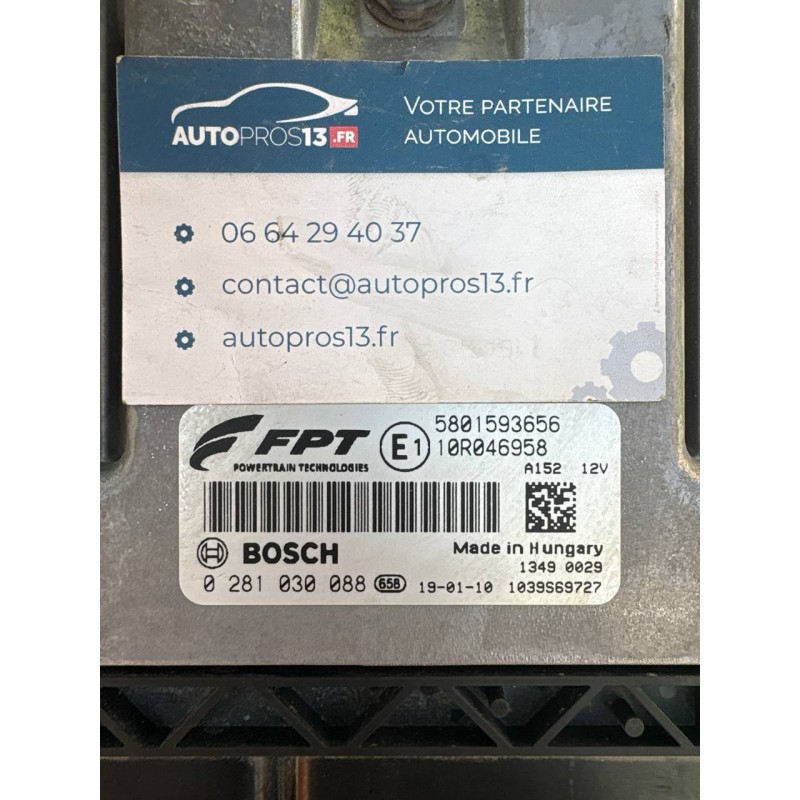 VOTRE PARTENAIRE
AUTOMOBILE
AUTOPROS13.FR
06 64 29 40 37
contact@autopros13.fr
autopros13.fr
FPT
POWERTRAIN TECHNOLOGIES
E1
5801593656
10R046958
A152 12V
BOSCH
Made in Hungary
1349 0029
0 281 030 088 658 19-01-10 1039S69727